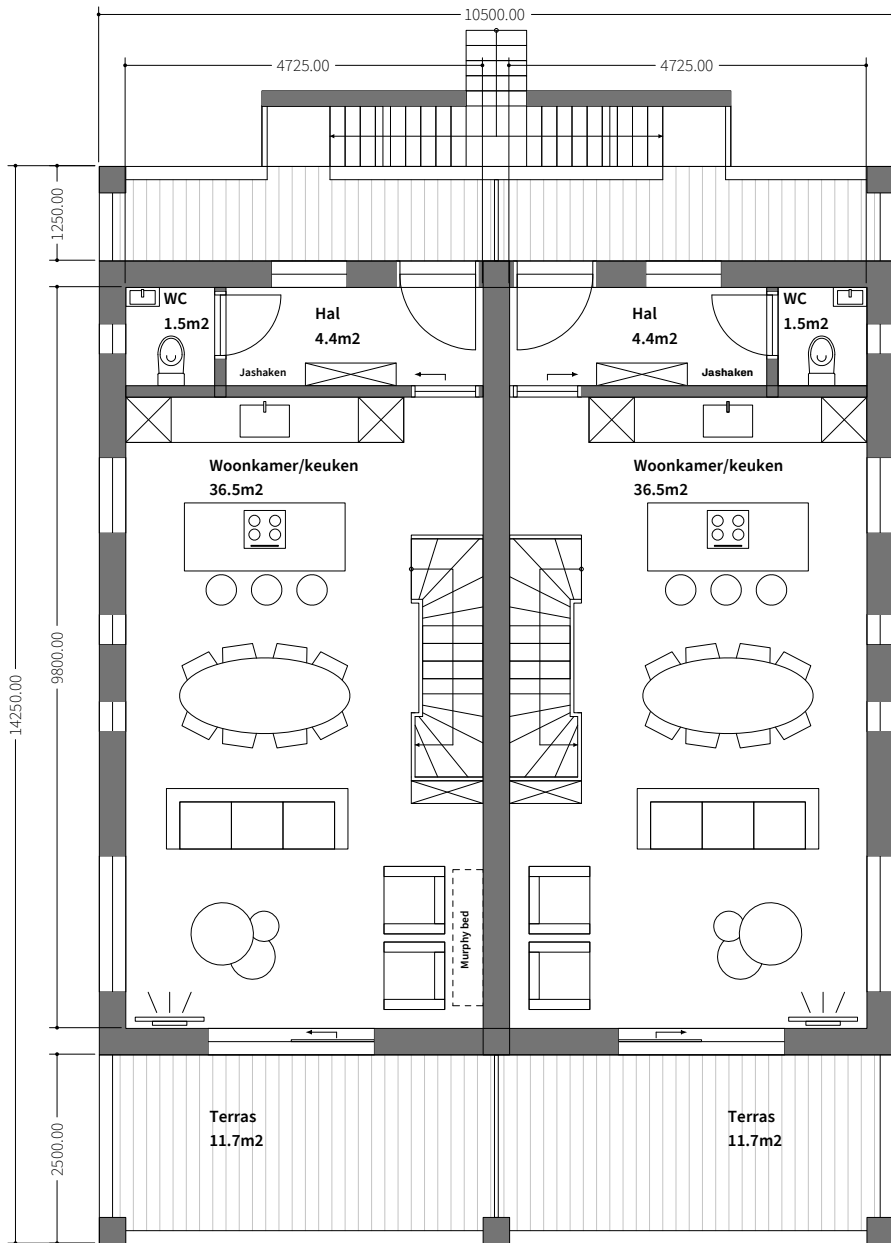 10500.00
4725.00
4725.00
1250.00
WC
1.5m2
Hal
4.4m2
Hal
4.4m2
WC
1.5m2
Jashaken
Jashaken
Woonkamer/keuken
36.5m2
Woonkamer/keuken
36.5m2
9800.00
14250.00
Murphy bed
Terras
11.7m2
Terras
11.7m2
2500.00